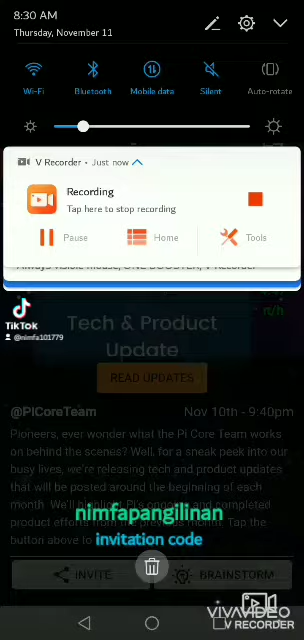 8:30 AM
Thursday, November 11
Wi-Fi
Bluetooth
Mobile data
Silent
Auto-rotate
V Recorder • Just now
Recording
Tap here to stop recording
Pause
Home
Tools
Always visible mouse, ONE BOOSTER, V Recorder
TikTok
@nimfa101779
Tech & Product
Update
READ UPDATES
@PiCoreTeam
Nov 10th - 9:40pm
Pioneers, ever wonder what the Pi Core Team works
on behind the scenes? Well, for a sneak peek into our
busy lives, we're releasing tech and product updates
that will be posted around the beginning of each
month. We'll highlight Pi's ongoing and completed
product efforts from the previous month. Tap the
button above to
nimfapangilinan
invitation code
INVITE
BRAINSTORM
VIVAVIDEO
V RECORDER